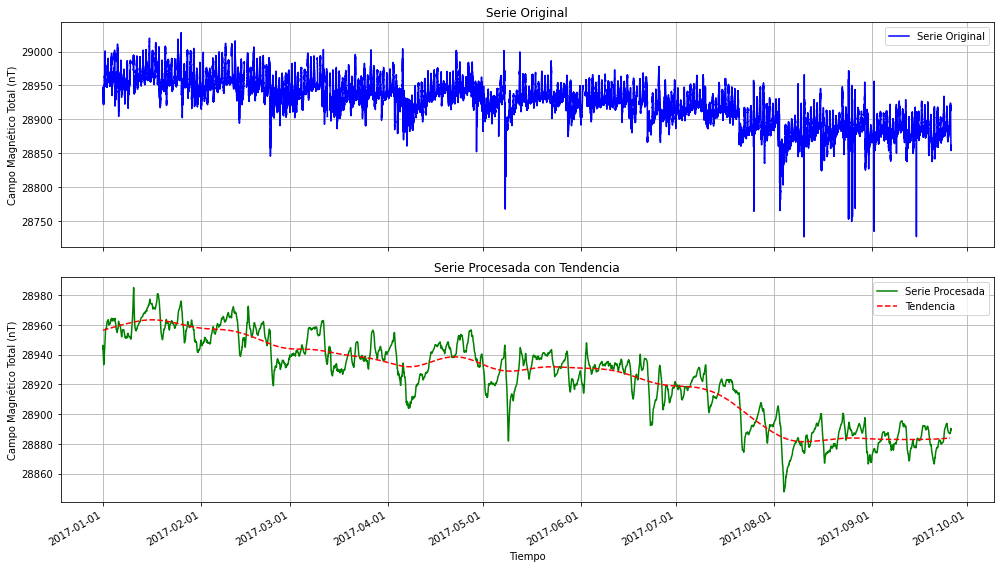 Serie Original
Campo Magnético Total (nT)
29000
28950
28900
28850
28800
28750
Serie Original
Serie Procesada con Tendencia
Campo Magnético Total (nT)
28980
28960
28940
28920
28900
28880
28860
Serie Procesada
Tendencia
2017-01-01
2017-02-01
2017-03-01
2017-04-01
2017-05-01
2017-06-01
2017-07-01
2017-08-01
2017-09-01
2017-10-01
Tiempo